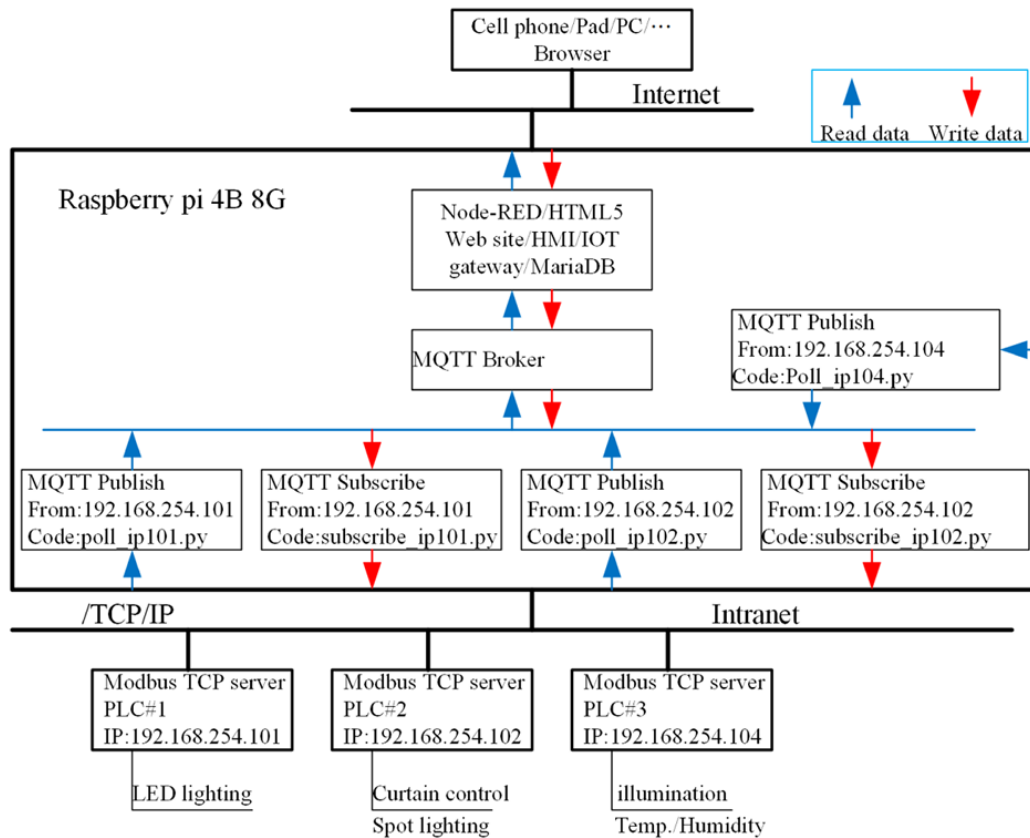 Cell phone/Pad/PC/···
Browser
Internet
Read data
Write data
Raspberry pi 4B 8G
Node-RED/HTML5
Web site/HMI/IOT
gateway/MariaDB
MQTT Broker
MQTT Publish
From:192.168.254.104
Code:Poll_ip104.py
MQTT Publish
From:192.168.254.101
Code:poll_ip101.py
MQTT Subscribe
From:192.168.254.101
Code:subscribe_ip101.py
MQTT Publish
From:192.168.254.102
Code:poll_ip102.py
MQTT Subscribe
From:192.168.254.102
Code:subscribe_ip102.py
/TCP/IP
Intranet
Modbus TCP server
PLC#1
IP:192.168.254.101
Modbus TCP server
PLC#2
IP:192.168.254.102
Modbus TCP server
PLC#3
IP:192.168.254.104
LED lighting
Curtain control
Spot lighting
illumination
Temp./Humidity